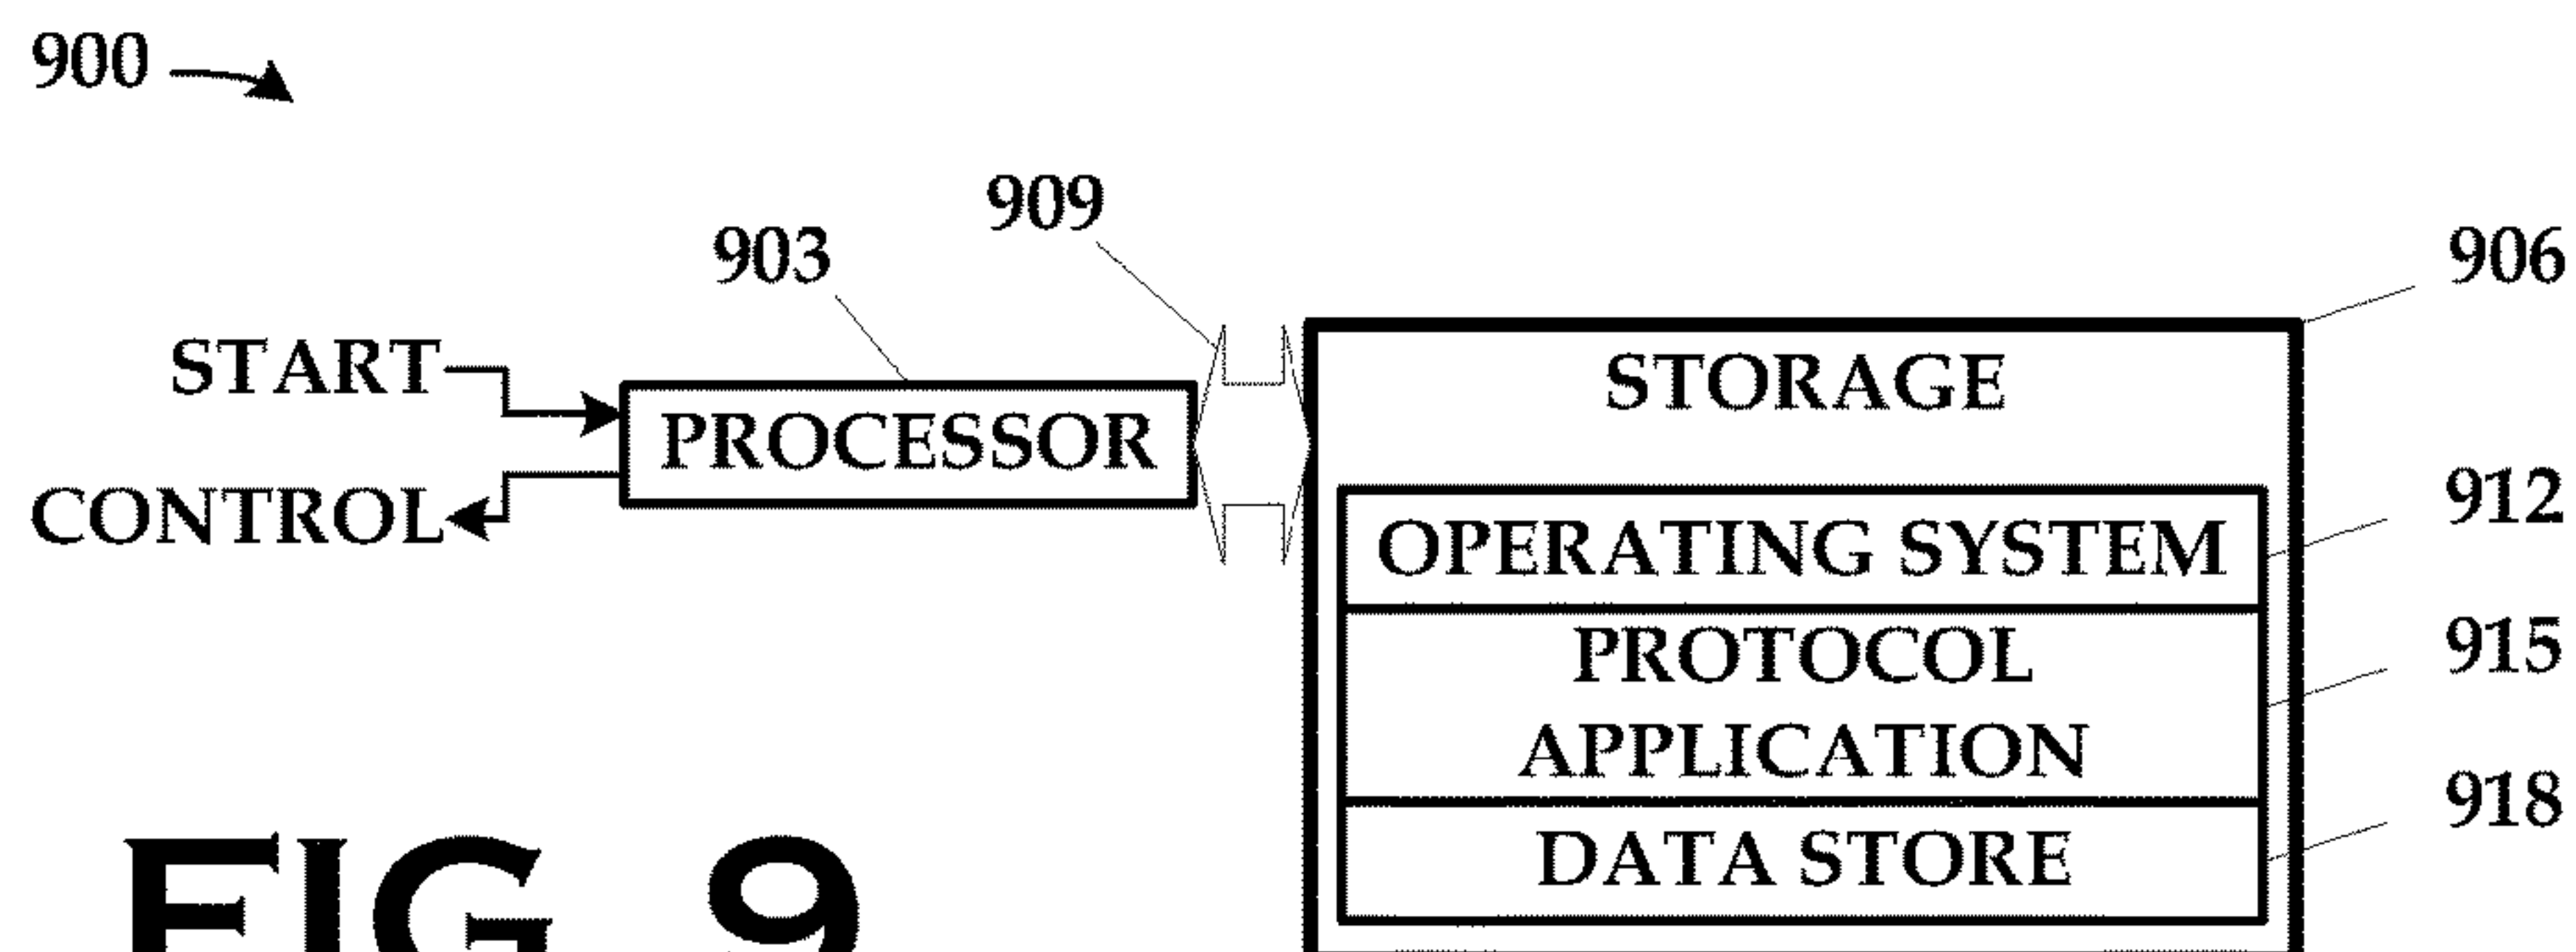 900
909
903
906
START
STORAGE
PROCESSOR
912
CONTROL
OPERATING SYSTEM
915
PROTOCOL
APPLICATION
918
DATA STORE
FIG. 9